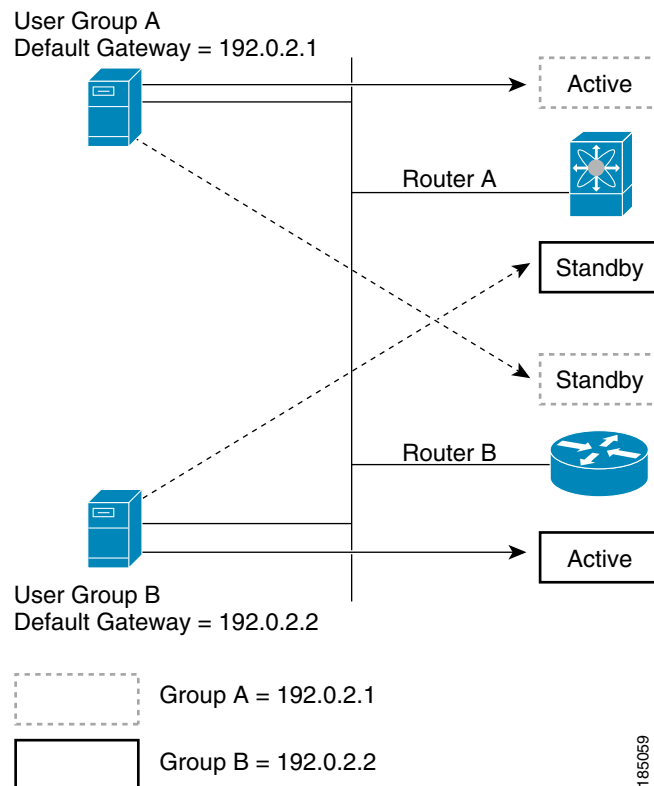 User Group A
Default Gateway = 192.0.2.1
Active
Router A
Standby
Standby
Router B
Active
User Group B
Default Gateway = 192.0.2.2
Group A = 192.0.2.1
Group B = 192.0.2.2
185059